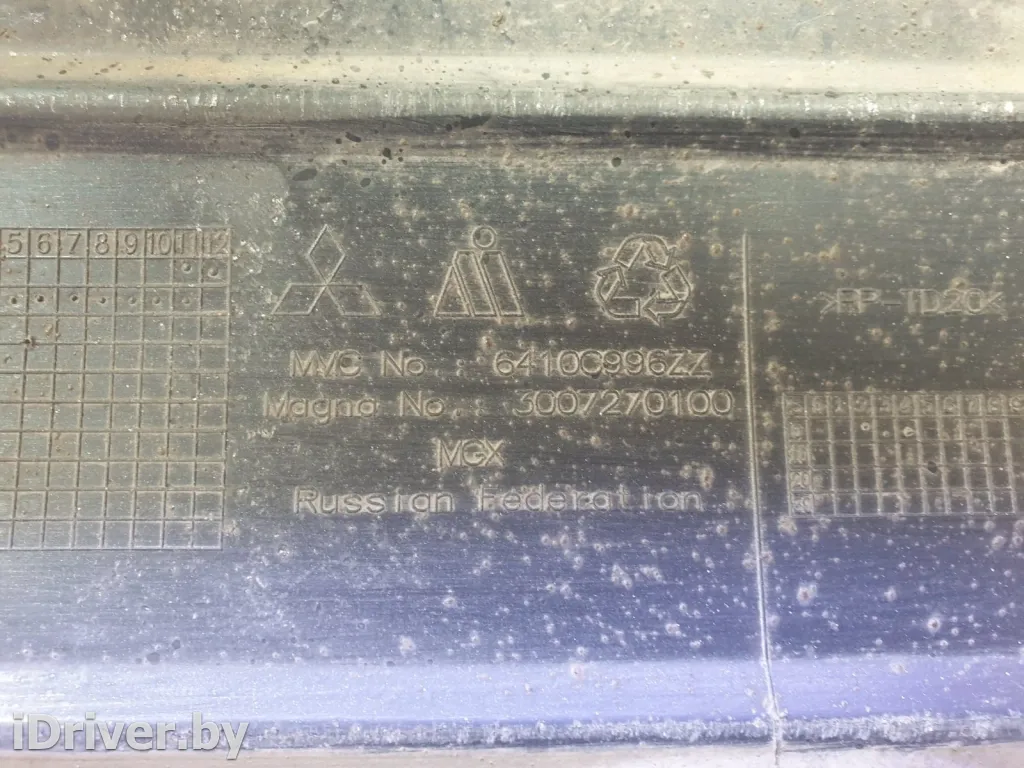 5 6 7 8 9 10 11 12
>PP-TD20<
MMC No. : 6410C996ZZ
Magna No. : 3007270100
MGX
Russian Federation
iDriver.by